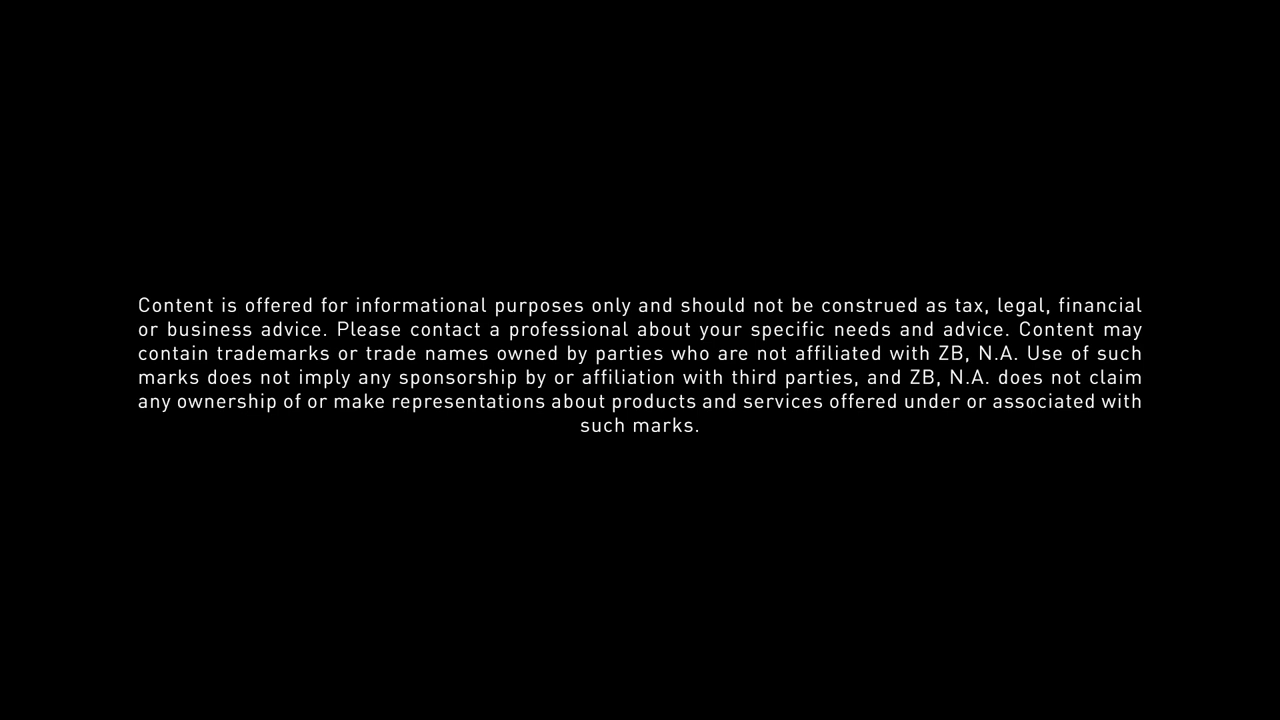 Content is offered for informational purposes only and should not be construed as tax, legal, financial
or business advice. Please contact a professional about your specific needs and advice. Content may
contain trademarks or trade names owned by parties who are not affiliated with ZB, N.A. Use of such
marks does not imply any sponsorship by or affiliation with third parties, and ZB, N.A. does not claim
any ownership of or make representations about products and services offered under or associated with
such marks.